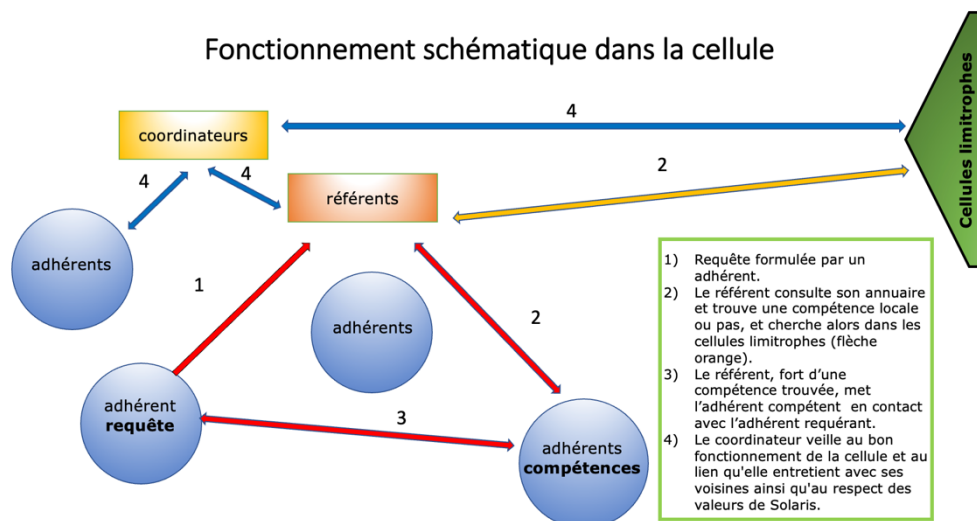 Fonctionnement schématique dans la cellule
4
coordinateurs
Cellules limitrophes
4
4
2
référents
adhérents
1
adhérents
2
adhérent
requête
3
adhérents
compétences
1) Requête formulée par un
adhérent.
2) Le référent consulte son annuaire
et trouve une compétence locale
ou pas, et cherche alors dans les
cellules limitrophes (flèche
orange).
3) Le référent, fort d'une
compétence trouvée, met
l'adhérent compétent en contact
avec l'adhérent requérant.
4) Le coordinateur veille au bon
fonctionnement de la cellule et au
lien qu'elle entretient avec ses
voisines ainsi qu'au respect des
valeurs de Solaris.